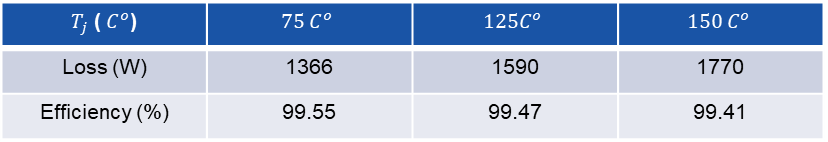 T_j ( C^o) 75 C^o 125C^o 150 C^o
Loss (W) 1366 1590 1770
Efficiency (%) 99.55 99.47 99.41